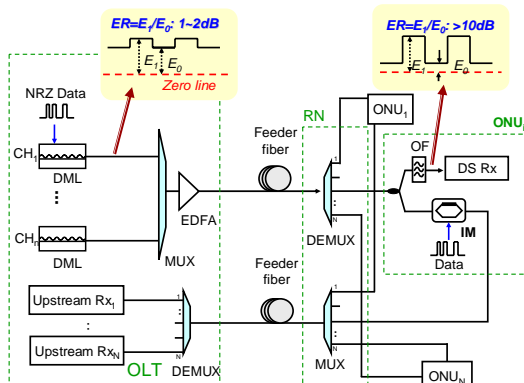 ER=E1/E0: 1~2dB
E1
E0
Zero line
ER=E1/E0: >10dB
E1
E0
NRZ Data
CH1
DML
CHn
DML
MUX
EDFA
Feeder
fiber
RN
1
N
DEMUX
ONU1
ONU
OF
DS Rx
IM
Data
Upstream Rx1
:
Upstream RxN
1
:
N
DEMUX
OLT
Feeder
fiber
1
:
N
MUX
ONUN